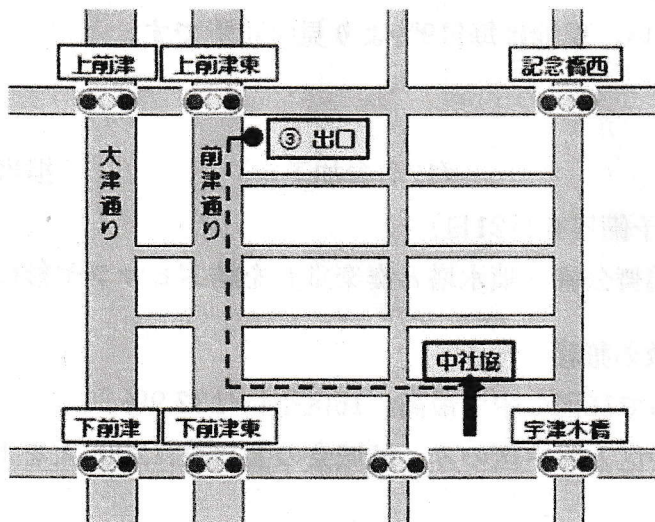 上前津
上前津東
記念橋西
③ 出口
大津通り
前津通り
中社協
下前津
下前津東
宇津木橋